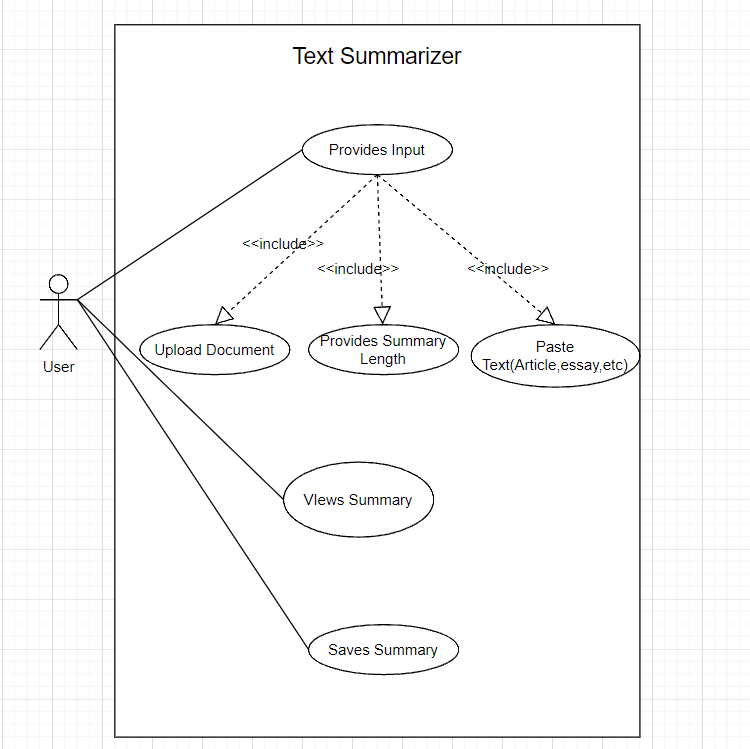 Text Summarizer
Provides Input
<<include>>
<<include>>
<<include>>
User
Upload Document
Provides Summary
Length
Paste
Text(Article,essay,etc)
VIews Summary
Saves Summary